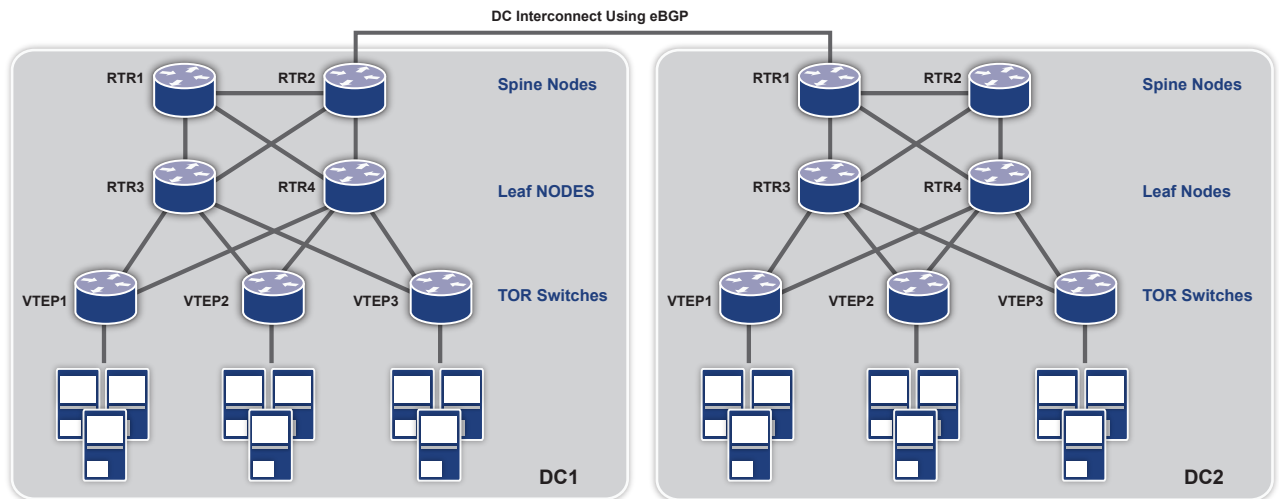 DC Interconnect Using eBGP
RTR1
RTR2
Spine Nodes
RTR3
RTR4
Leaf NODES
VTEP1
VTEP2
VTEP3
TOR Switches
DC1
RTR1
RTR2
Spine Nodes
RTR3
RTR4
Leaf Nodes
VTEP1
VTEP2
VTEP3
TOR Switches
DC2